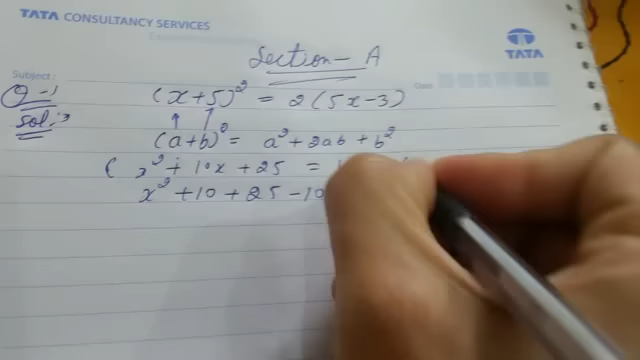 TATA CONSULTANCY SERVICES
TATA
Section - A
Subject :
Q-1
(x+5)² = 2(5x-3)
Sol:→
(a+b)² = a² + 2ab + b²
( x² + 10x + 25 =
x² + 10 + 25 - 10